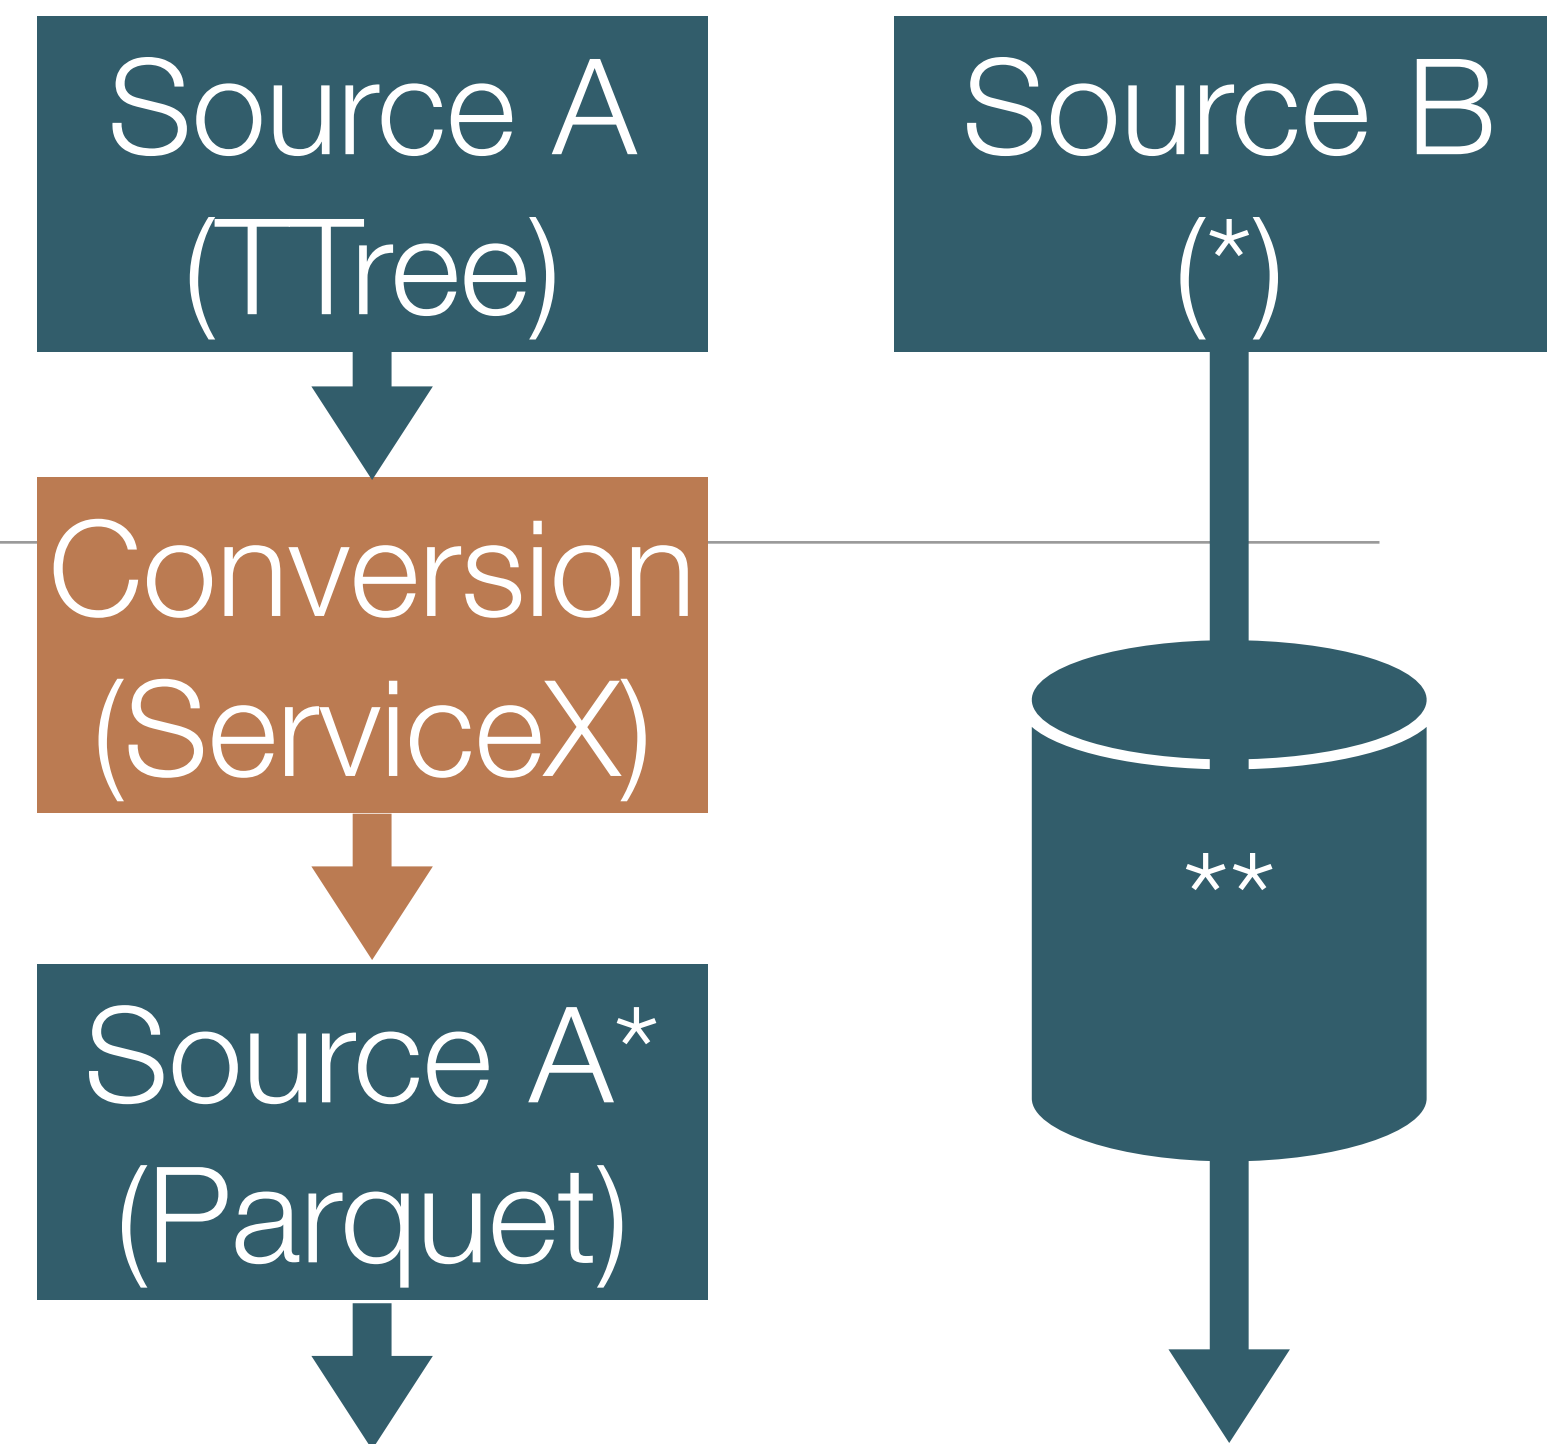 Source A
(TTree)
Source B
(*)
Conversion
(ServiceX)
**
Source A*
(Parquet)